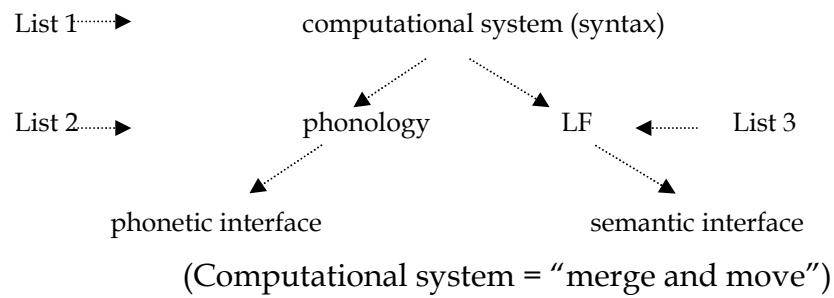 List 1 computational system (syntax)
List 2 phonology LF List 3
phonetic interface semantic interface
(Computational system = “merge and move”)